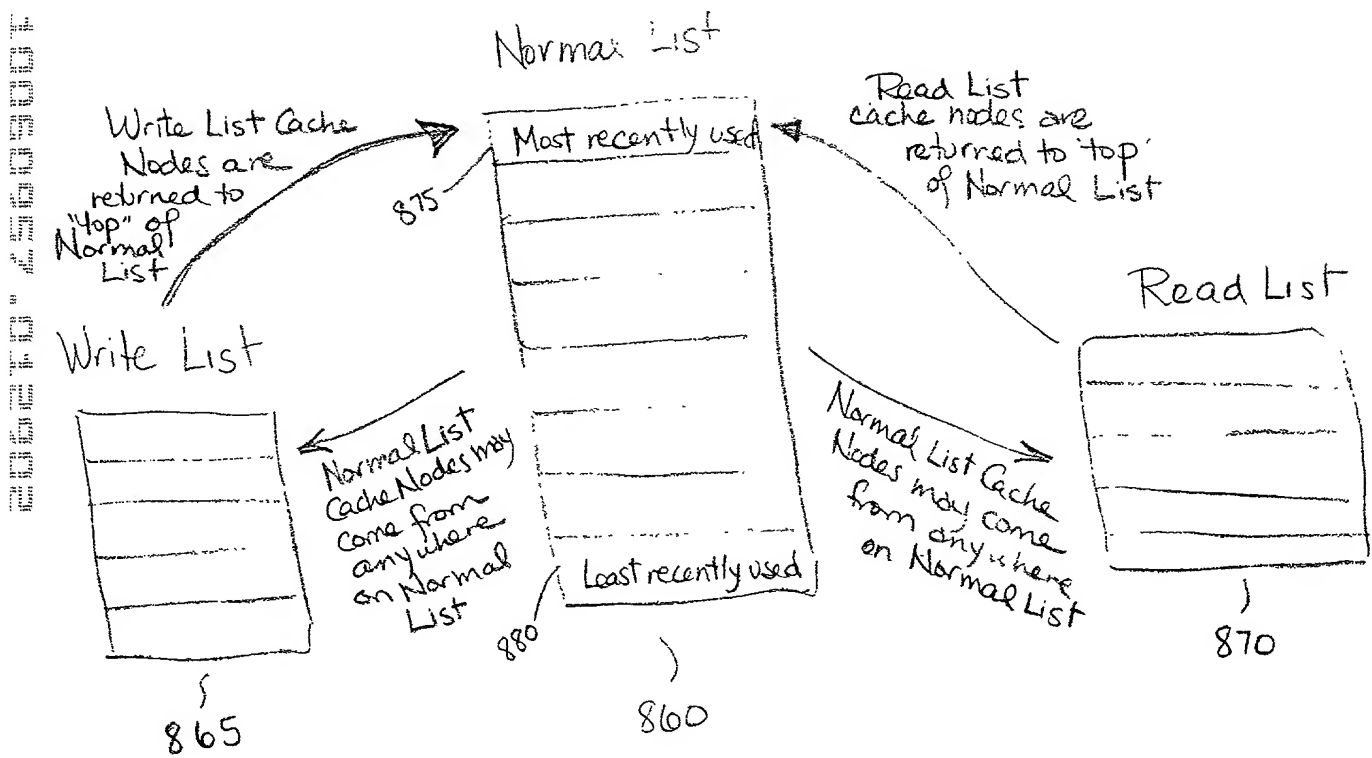 Normal List
Write List Cache
Nodes are
returned to
"top" of
Normal
List
Most recently used
875
Read List
cache nodes are
returned to 'top'
of Normal List
Write List
Read List
Normal List
Cache Nodes may
come from
anywhere
on Normal
List
Normal List Cache
Nodes may come
from anywhere
on Normal List
Least recently used
880
865
860
870